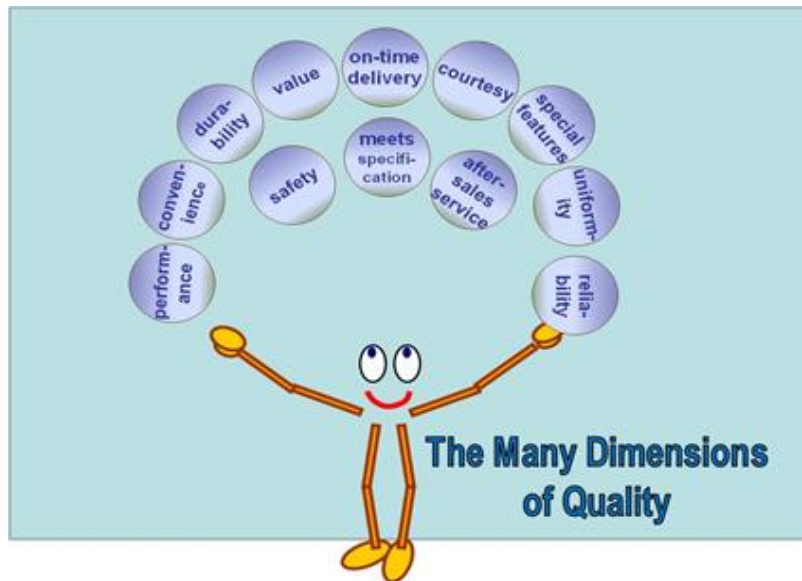 perform-
ance
conven-
ience
dura-
bility
value
on-time
delivery
courtesy
special
features
uniform-
ity
relia-
bility
safety
meets
specifi-
cation
after-
sales
service
The Many Dimensions
of Quality